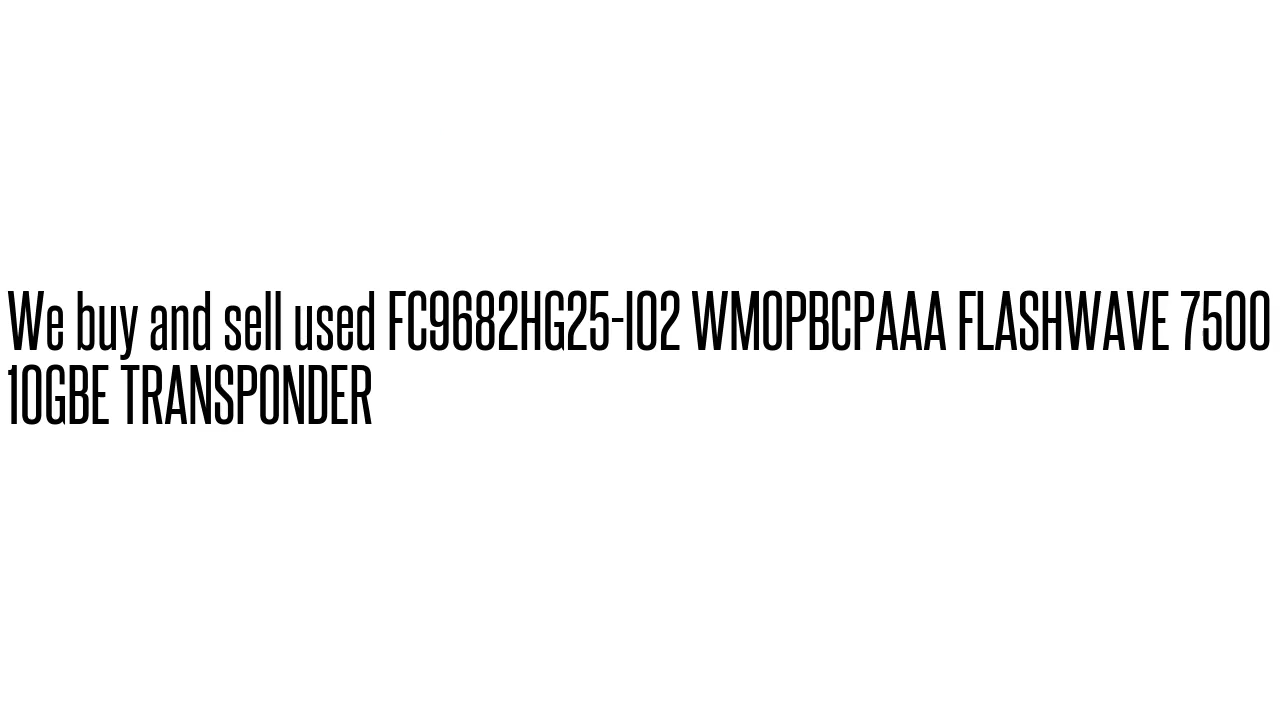 We buy and sell used FC9682HG25-I02 WMOPBCPAAA FLASHWAVE 7500
10GBE TRANSPONDER